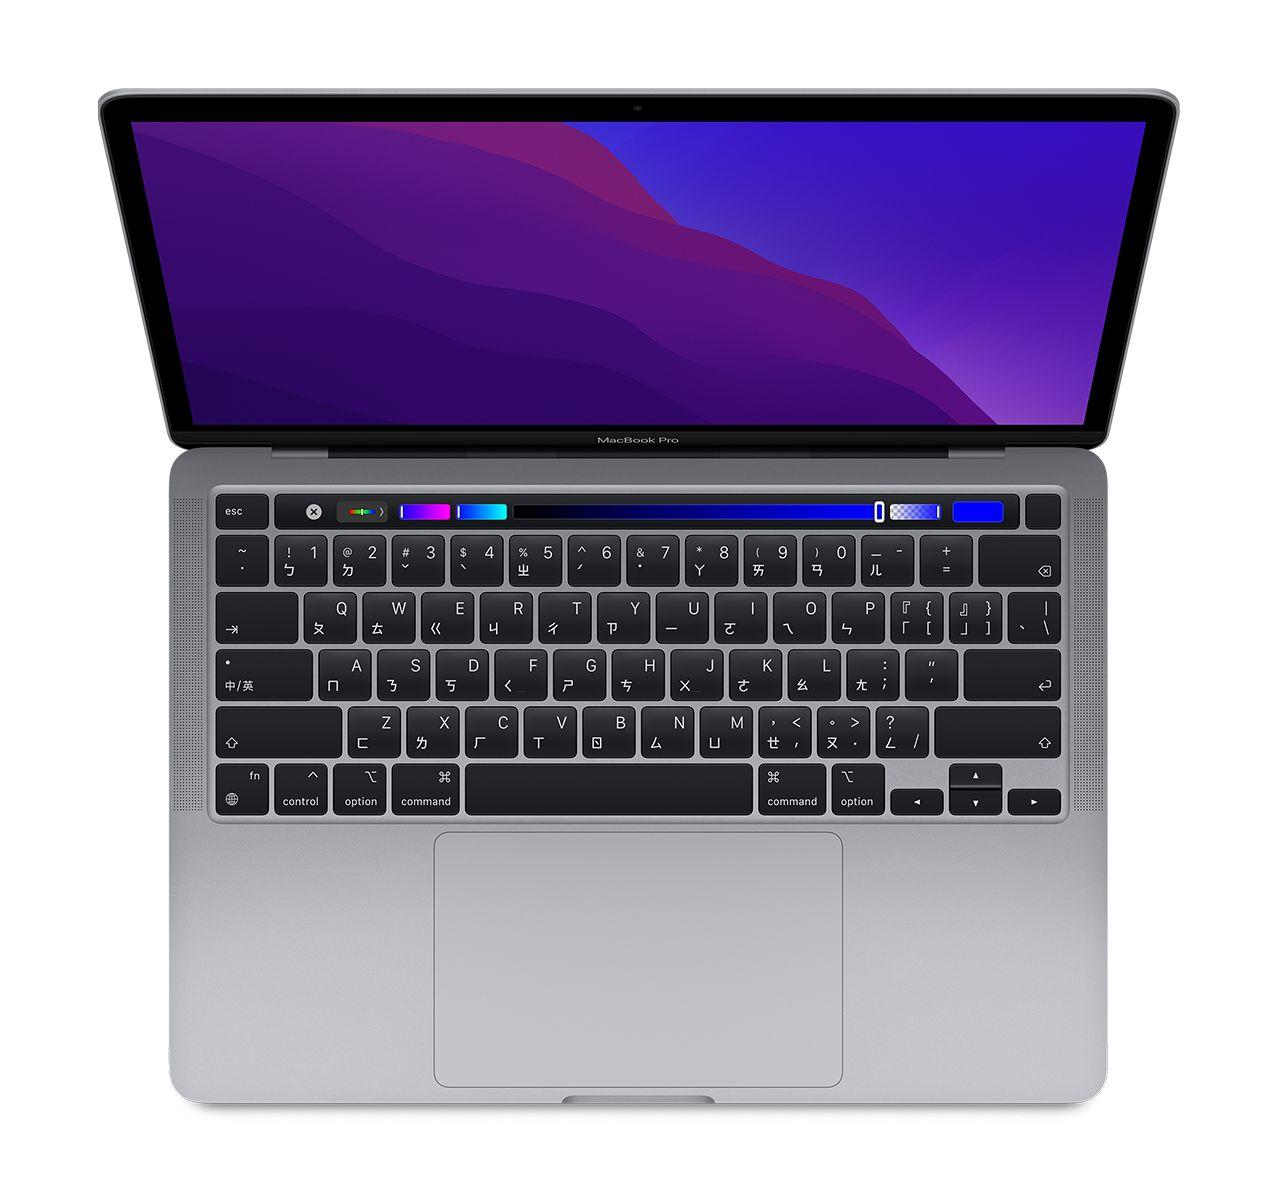 MacBook Pro
esc
~ · ! 1 ㄅ @ 2 ㄉ # 3 ˇ $ 4 ˋ % 5 ㄓ ^ 6 ˊ & 7 ˙ * 8 ㄚ ( 9 ㄞ ) 0 ㄢ — - ㄦ + =
Q ㄆ W ㄊ E ㄍ R ㄐ T ㄔ Y ㄗ U ㄧ I ㄛ O ㄟ P ㄣ 『 { 「 [ 』 } 」 ] | 、 \
中/英 A ㄇ S ㄋ D ㄎ F ㄑ G ㄕ H ㄘ J ㄨ K ㄜ L ㄠ : ㄤ ; " '
Z ㄈ X ㄌ C ㄏ V ㄒ B ㄖ N ㄙ M ㄩ , < ㄝ , 。 > ㄡ . ? ㄥ /
fn control option command command option